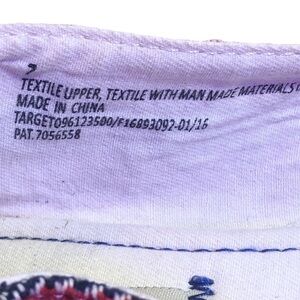 TEXTILE UPPER, TEXTILE WITH MAN MADE MATERIALS
MADE IN CHINA
TARGET096123500/F16893092-01/16
PAT. 7056558